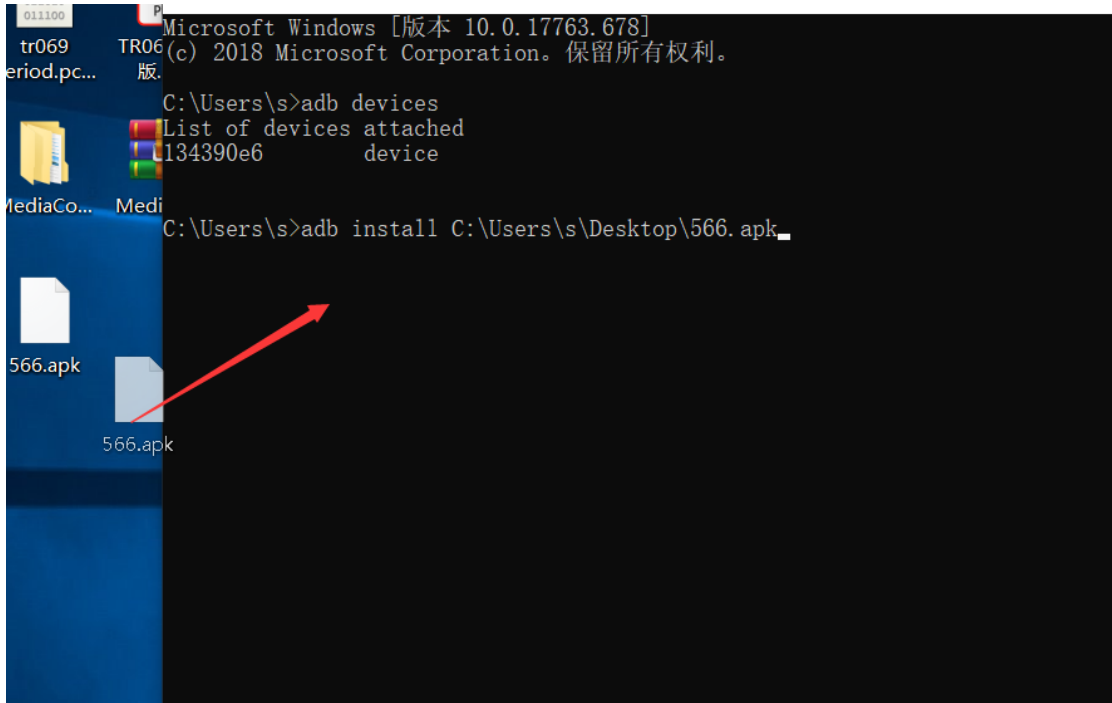 011100
tr069
eriod.pc...
TR06
版.
MediaCo...
Medi
566.apk
566.apk
Microsoft Windows [版本 10.0.17763.678]
(c) 2018 Microsoft Corporation。保留所有权利。
C:\Users\s>adb devices
List of devices attached
134390e6 device
C:\Users\s>adb install C:\Users\s\Desktop\566.apk